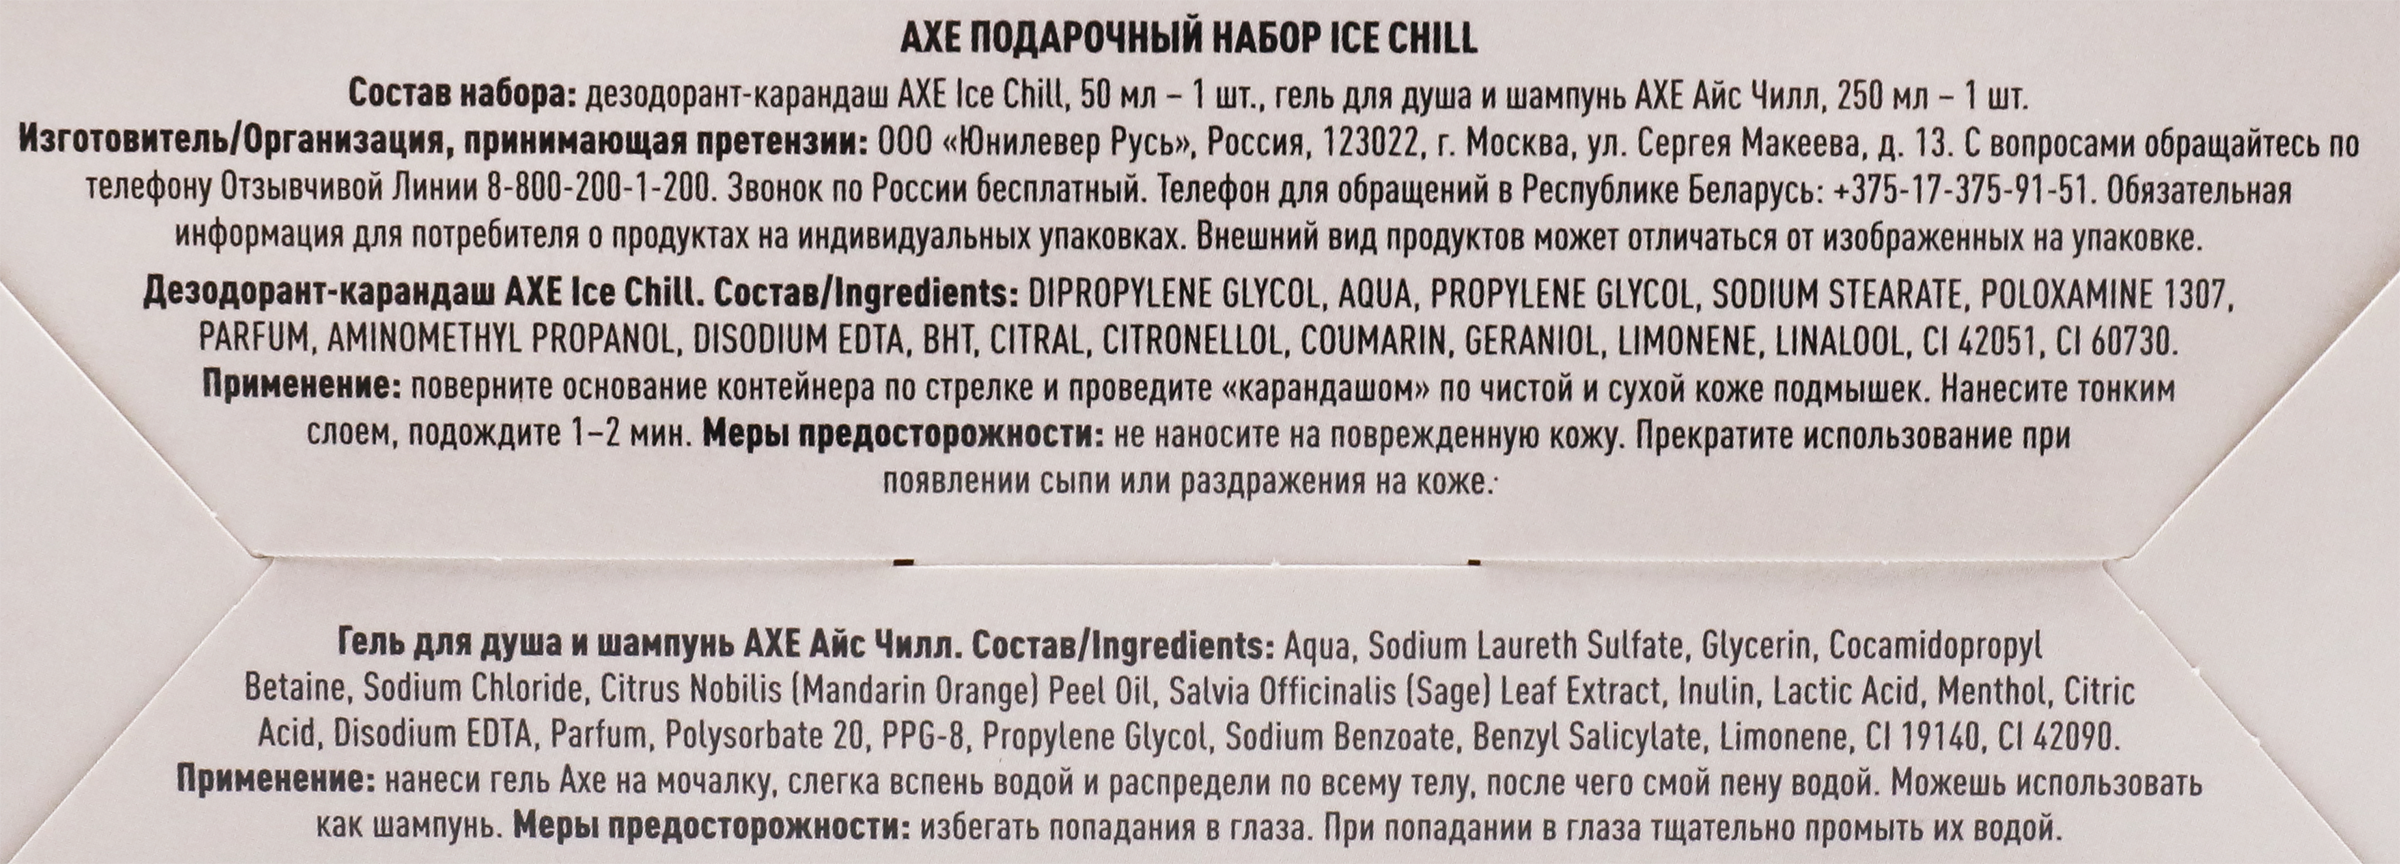 AXE ПОДАРОЧНЫЙ НАБОР ICE CHILL
Состав набора: дезодорант-карандаш AXE Ice Chill, 50 мл – 1 шт., гель для душа и шампунь AXE Айс Чилл, 250 мл – 1 шт.
Изготовитель/Организация, принимающая претензии: ООО «Юнилевер Русь», Россия, 123022, г. Москва, ул. Сергея Макеева, д. 13. С вопросами обращайтесь по
телефону Отзывчивой Линии 8-800-200-1-200. Звонок по России бесплатный. Телефон для обращений в Республике Беларусь: +375-17-375-91-51. Обязательная
информация для потребителя о продуктах на индивидуальных упаковках. Внешний вид продуктов может отличаться от изображенных на упаковке.
Дезодорант-карандаш AXE Ice Chill. Состав/Ingredients: DIPROPYLENE GLYCOL, AQUA, PROPYLENE GLYCOL, SODIUM STEARATE, POLOXAMINE 1307,
PARFUM, AMINOMETHYL PROPANOL, DISODIUM EDTA, BHT, CITRAL, CITRONELLOL, COUMARIN, GERANIOL, LIMONENE, LINALOOL, CI 42051, CI 60730.
Применение: поверните основание контейнера по стрелке и проведите «карандашом» по чистой и сухой коже подмышек. Нанесите тонким
слоем, подождите 1–2 мин. Меры предосторожности: не наносите на поврежденную кожу. Прекратите использование при
появлении сыпи или раздражения на коже.
Гель для душа и шампунь AXE Айс Чилл. Состав/Ingredients: Aqua, Sodium Laureth Sulfate, Glycerin, Cocamidopropyl
Betaine, Sodium Chloride, Citrus Nobilis (Mandarin Orange) Peel Oil, Salvia Officinalis (Sage) Leaf Extract, Inulin, Lactic Acid, Menthol, Citric
Acid, Disodium EDTA, Parfum, Polysorbate 20, PPG-8, Propylene Glycol, Sodium Benzoate, Benzyl Salicylate, Limonene, CI 19140, CI 42090.
Применение: нанеси гель Axe на мочалку, слегка вспень водой и распредели по всему телу, после чего смой пену водой. Можешь использовать
как шампунь. Меры предосторожности: избегать попадания в глаза. При попадании в глаза тщательно промыть их водой.